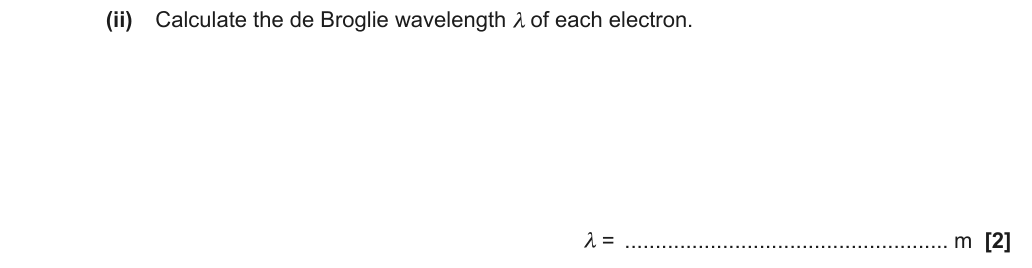 (ii) Calculate the de Broglie wavelength λ of each electron.
λ = ..................................................... m [2]